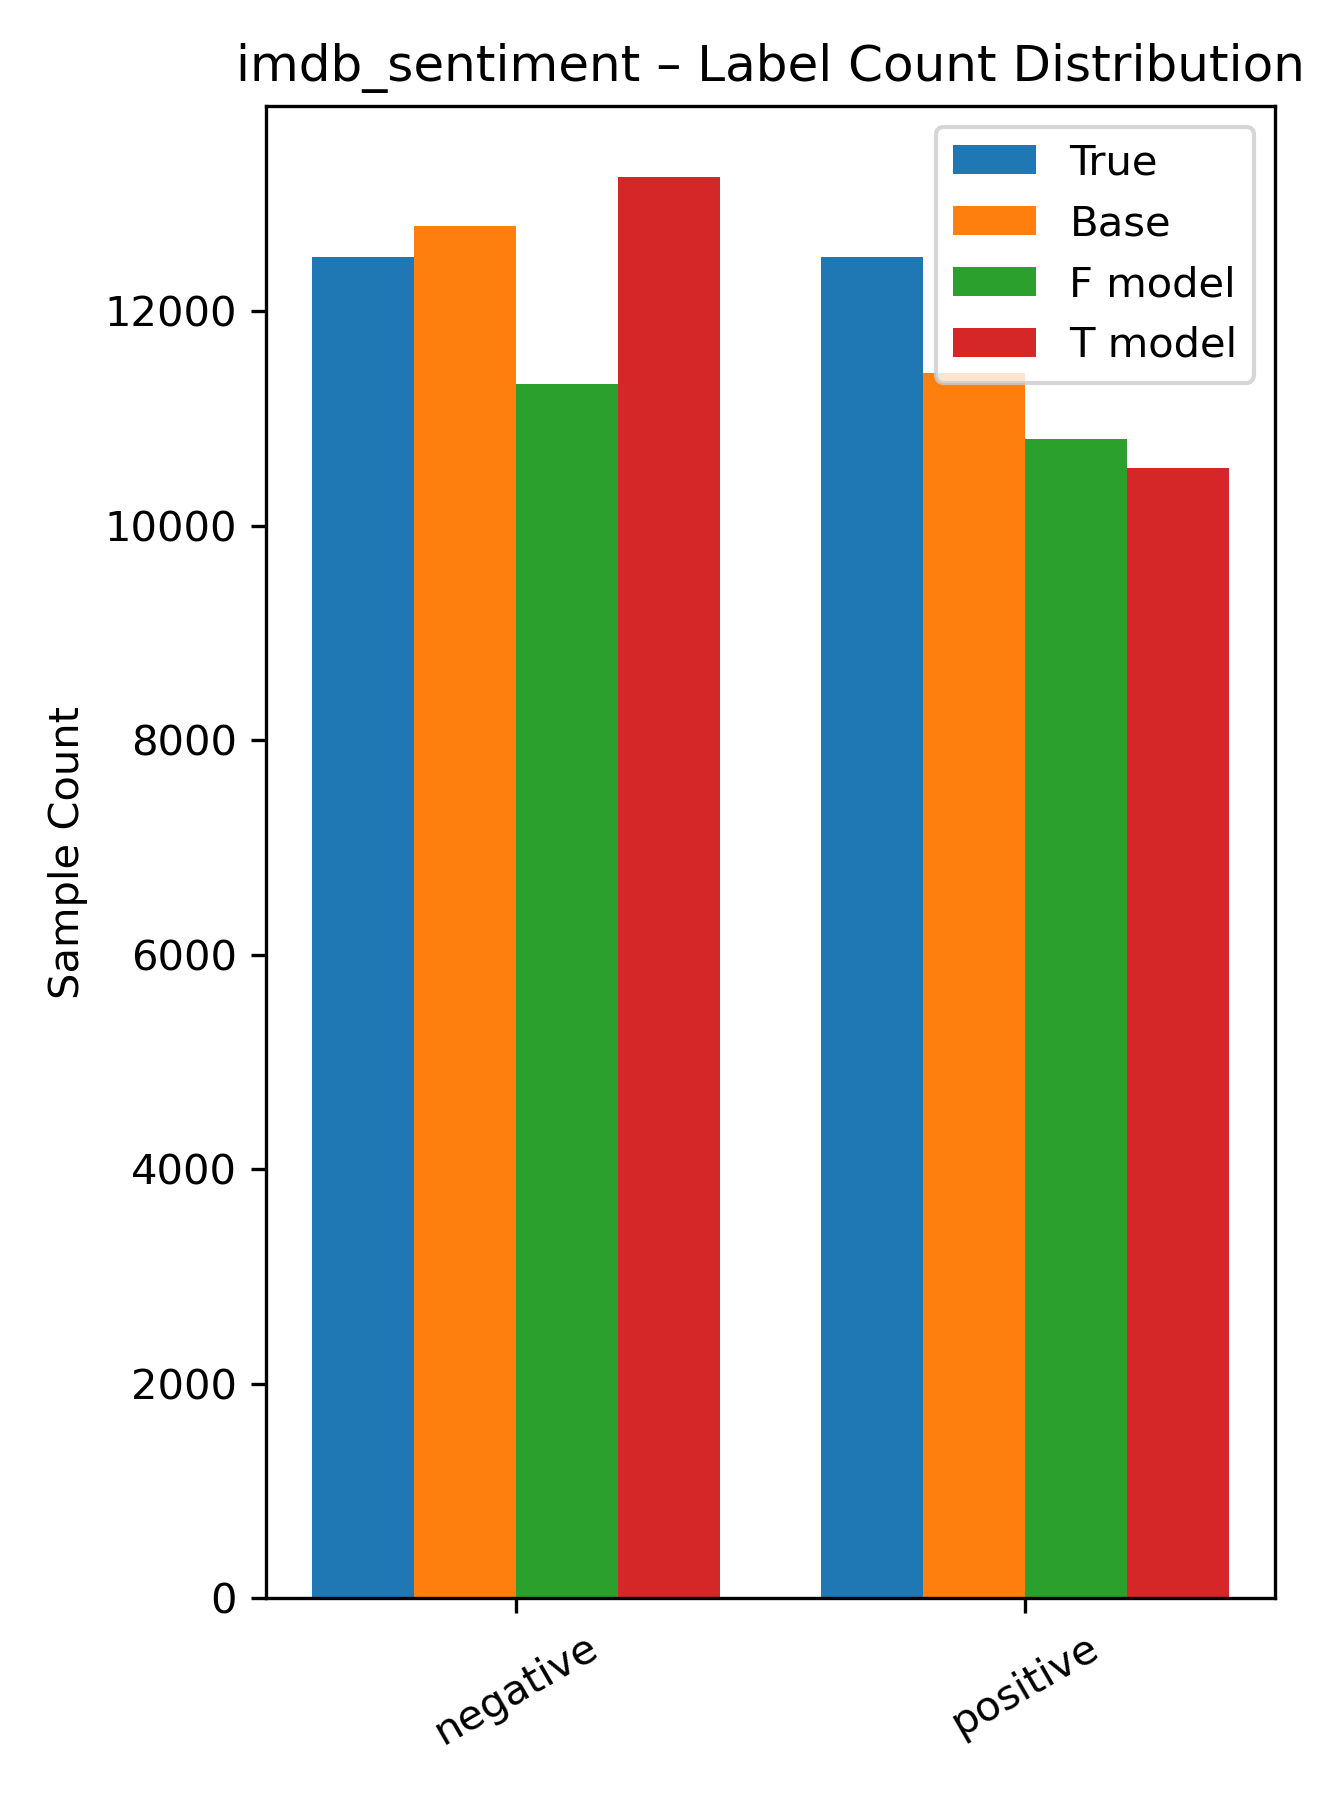 imdb_sentiment – Label Count Distribution
True
Base
F model
T model
12000
10000
8000
6000
4000
2000
0
Sample Count
negative
positive